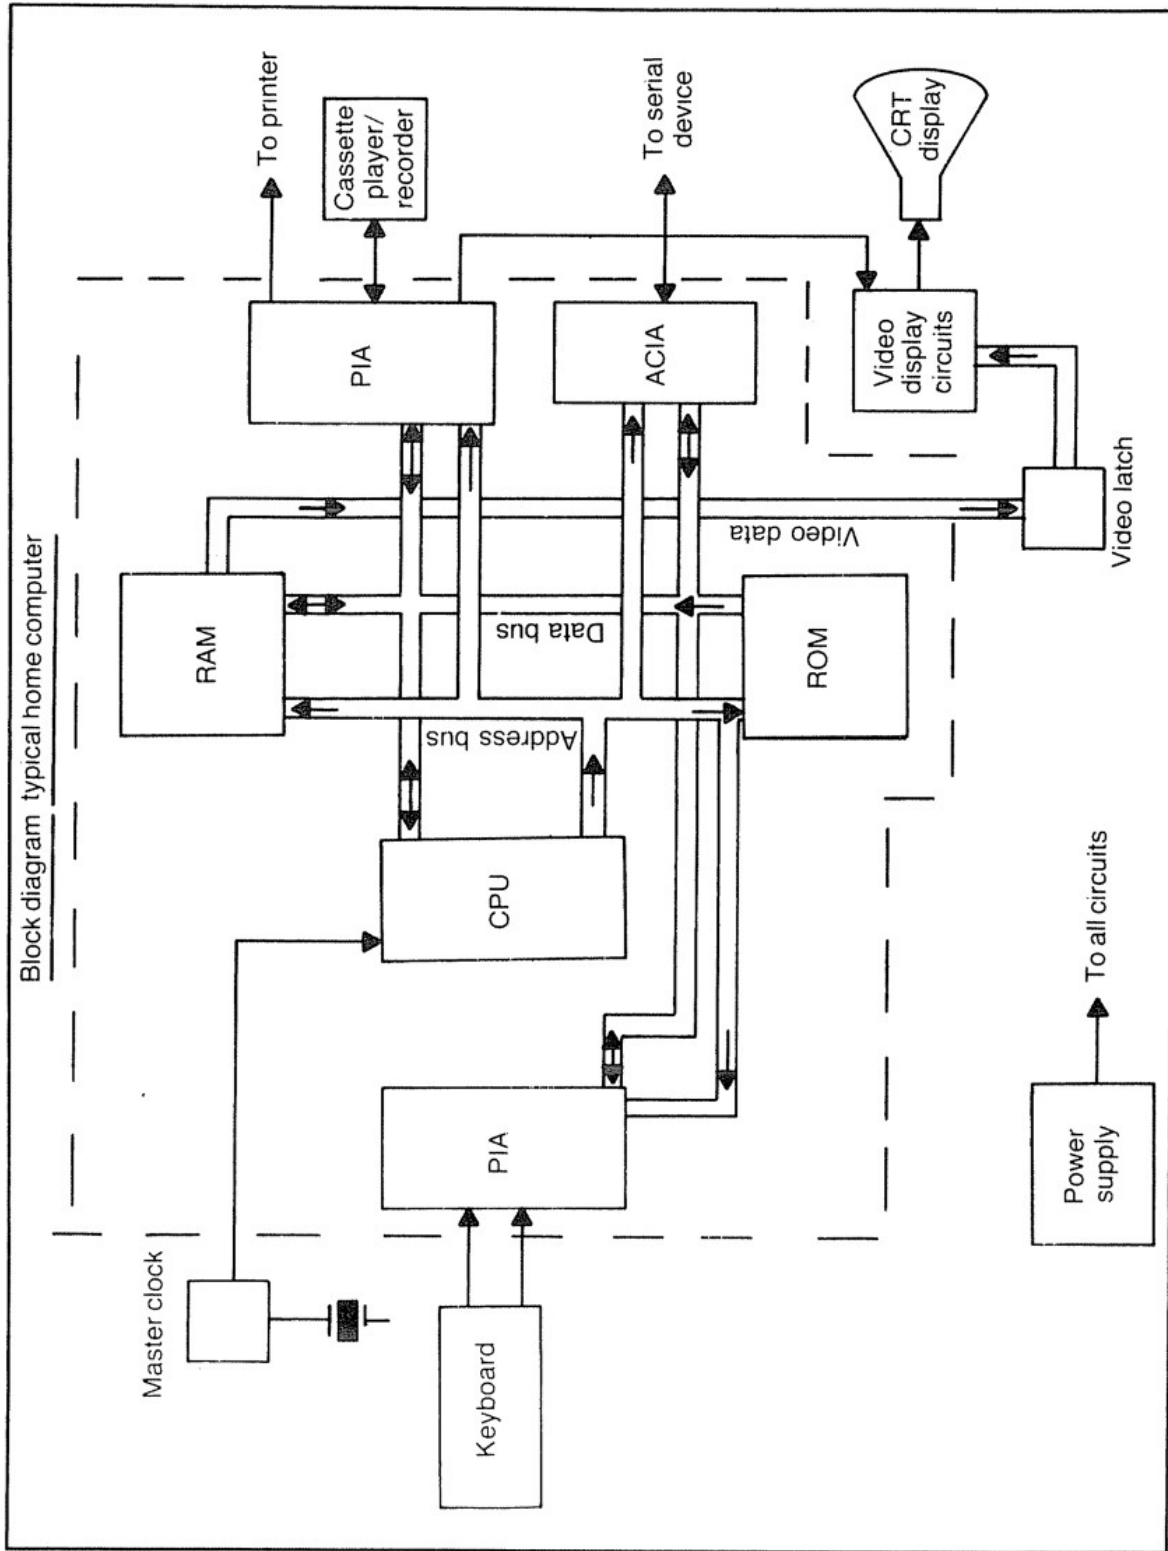 Block diagram typical home computer
Master clock
Keyboard
PIA
CPU
RAM
ROM
Address bus
Data bus
Video data
PIA
ACIA
To printer
Cassette
player/
recorder
To serial
device
Video
display
circuits
CRT
display
Video latch
Power
supply
To all circuits